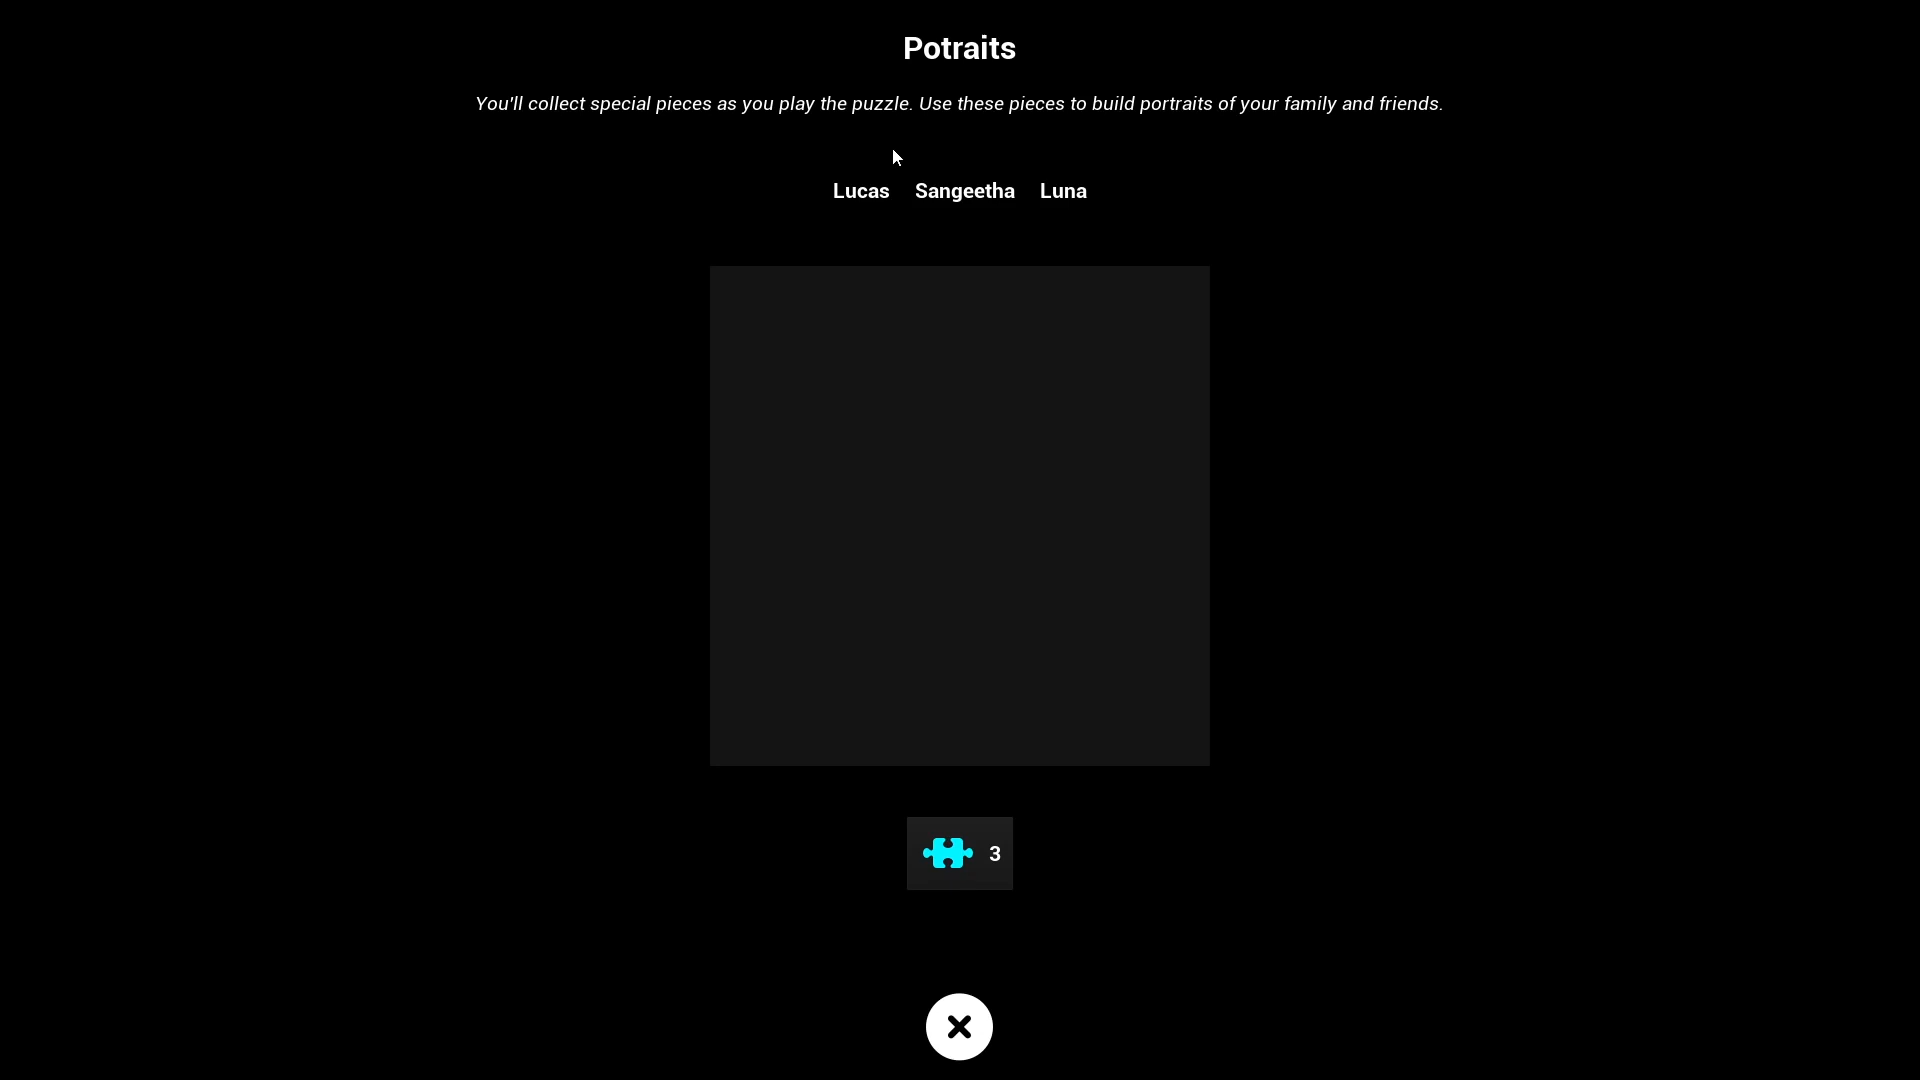 Potraits
You'll collect special pieces as you play the puzzle. Use these pieces to build portraits of your family and friends.
Lucas Sangeetha Luna
3